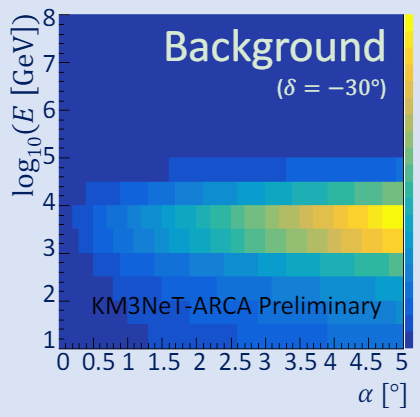 8
Background
(δ = −30°)
7
6
5
4
3
2
1
log₁₀(E [GeV])
KM3NeT-ARCA Preliminary
0 0.5 1 1.5 2 2.5 3 3.5 4 4.5 5
α [°]